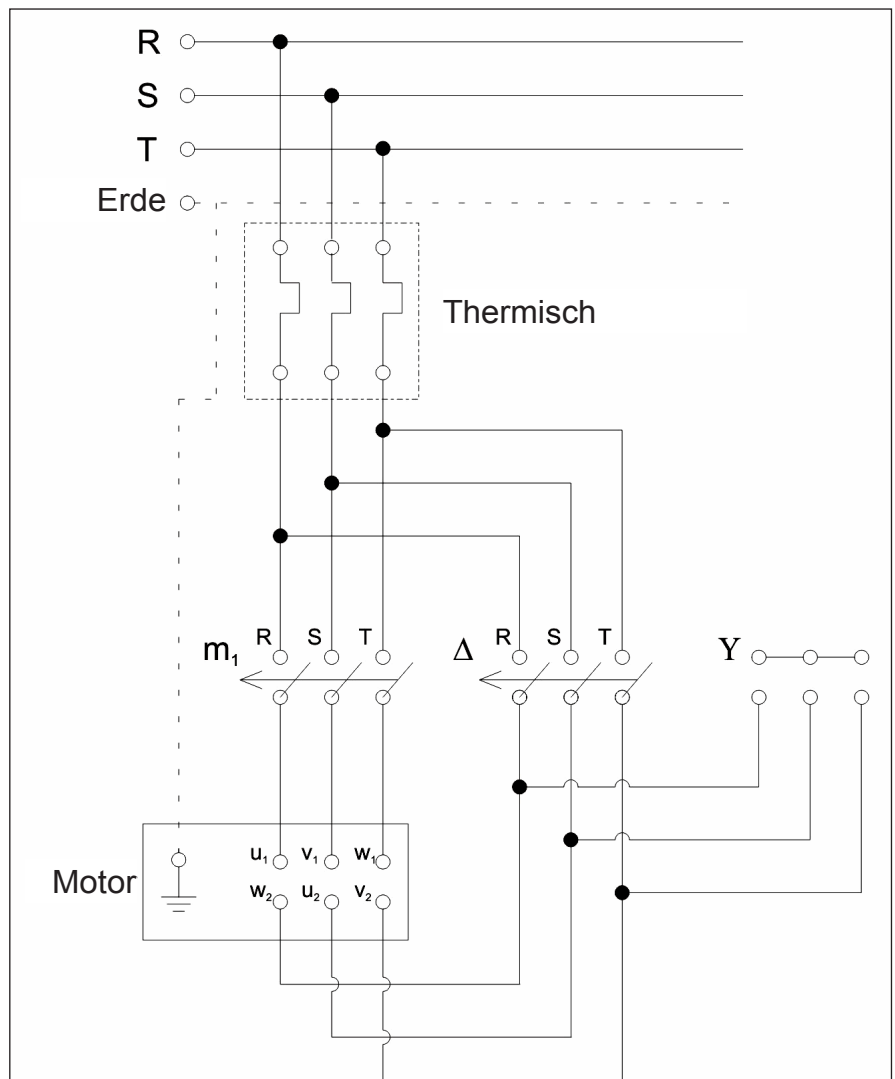 R
S
T
Erde
Thermisch
m₁ R S T Δ R S T Y
u₁ v₁ w₁
Motor
w₂ u₂ v₂